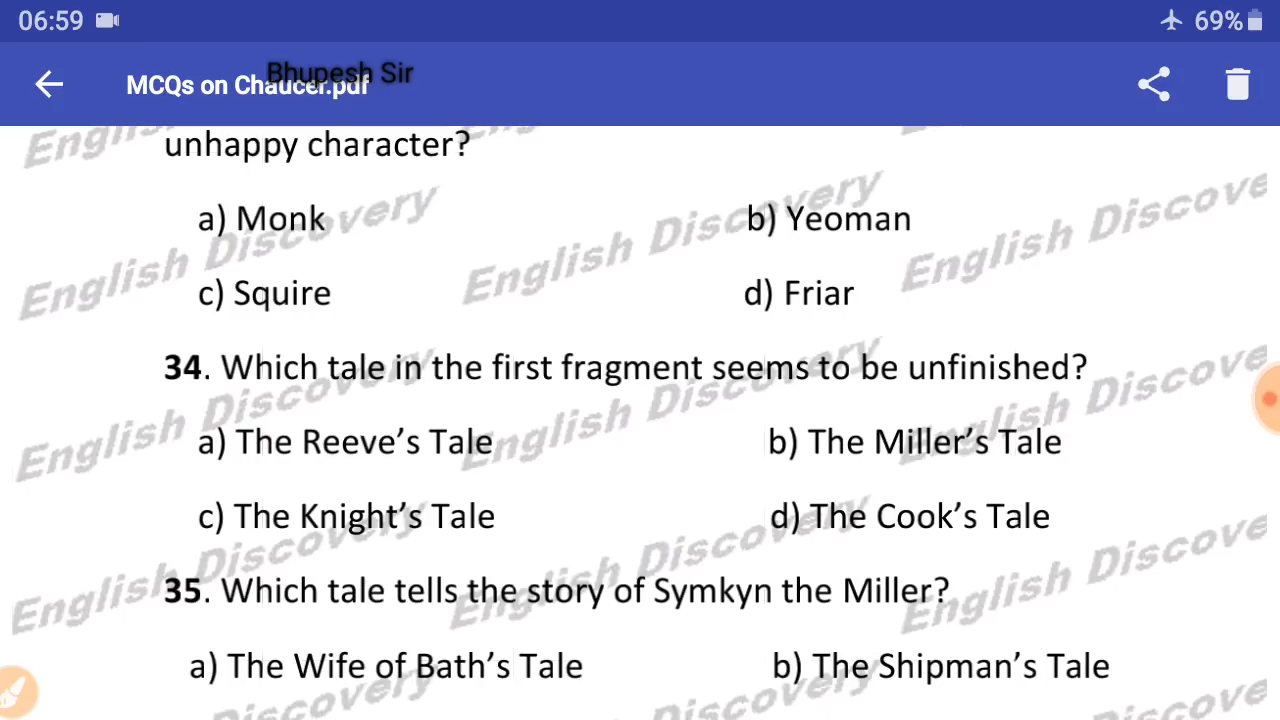 06:59 69%
Bhupesh Sir
MCQs on Chaucer.pdf
unhappy character?
a) Monk b) Yeoman
c) Squire d) Friar
34. Which tale in the first fragment seems to be unfinished?
a) The Reeve’s Tale b) The Miller’s Tale
c) The Knight’s Tale d) The Cook’s Tale
35. Which tale tells the story of Symkyn the Miller?
a) The Wife of Bath’s Tale b) The Shipman’s Tale
English Discovery